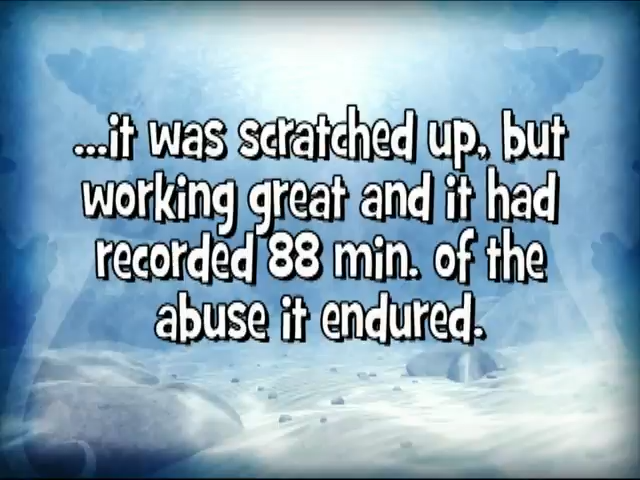 ...it was scratched up, but
working great and it had
recorded 88 min. of the
abuse it endured.